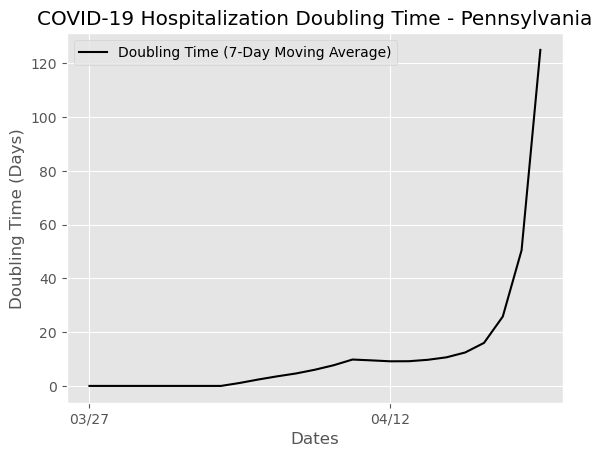 COVID-19 Hospitalization Doubling Time - Pennsylvania
Doubling Time (7-Day Moving Average)
120
100
80
60
40
20
0
Doubling Time (Days)
03/27
04/12
Dates